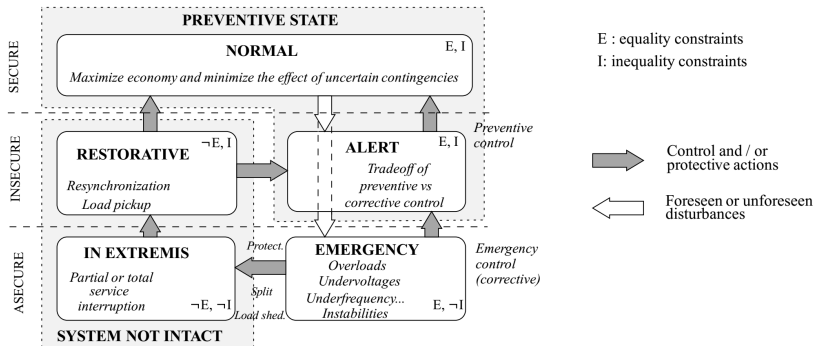 PREVENTIVE STATE
NORMAL
E, I
Maximize economy and minimize the effect of uncertain contingencies
SECURE
E : equality constraints
I: inequality constraints
RESTORATIVE
¬E, I
Resynchronization
Load pickup
ALERT
E, I
Tradeoff of
preventive vs
corrective control
Preventive
control
INSECURE
Control and / or
protective actions
Foreseen or unforeseen
disturbances
IN EXTREMIS
Partial or total
service
interruption
¬E, ¬I
Protect.
Split
Load shed.
EMERGENCY
Overloads
Undervoltages
Underfrequency...
Instabilities
E, ¬I
Emergency
control
(corrective)
ASECURE
SYSTEM NOT INTACT